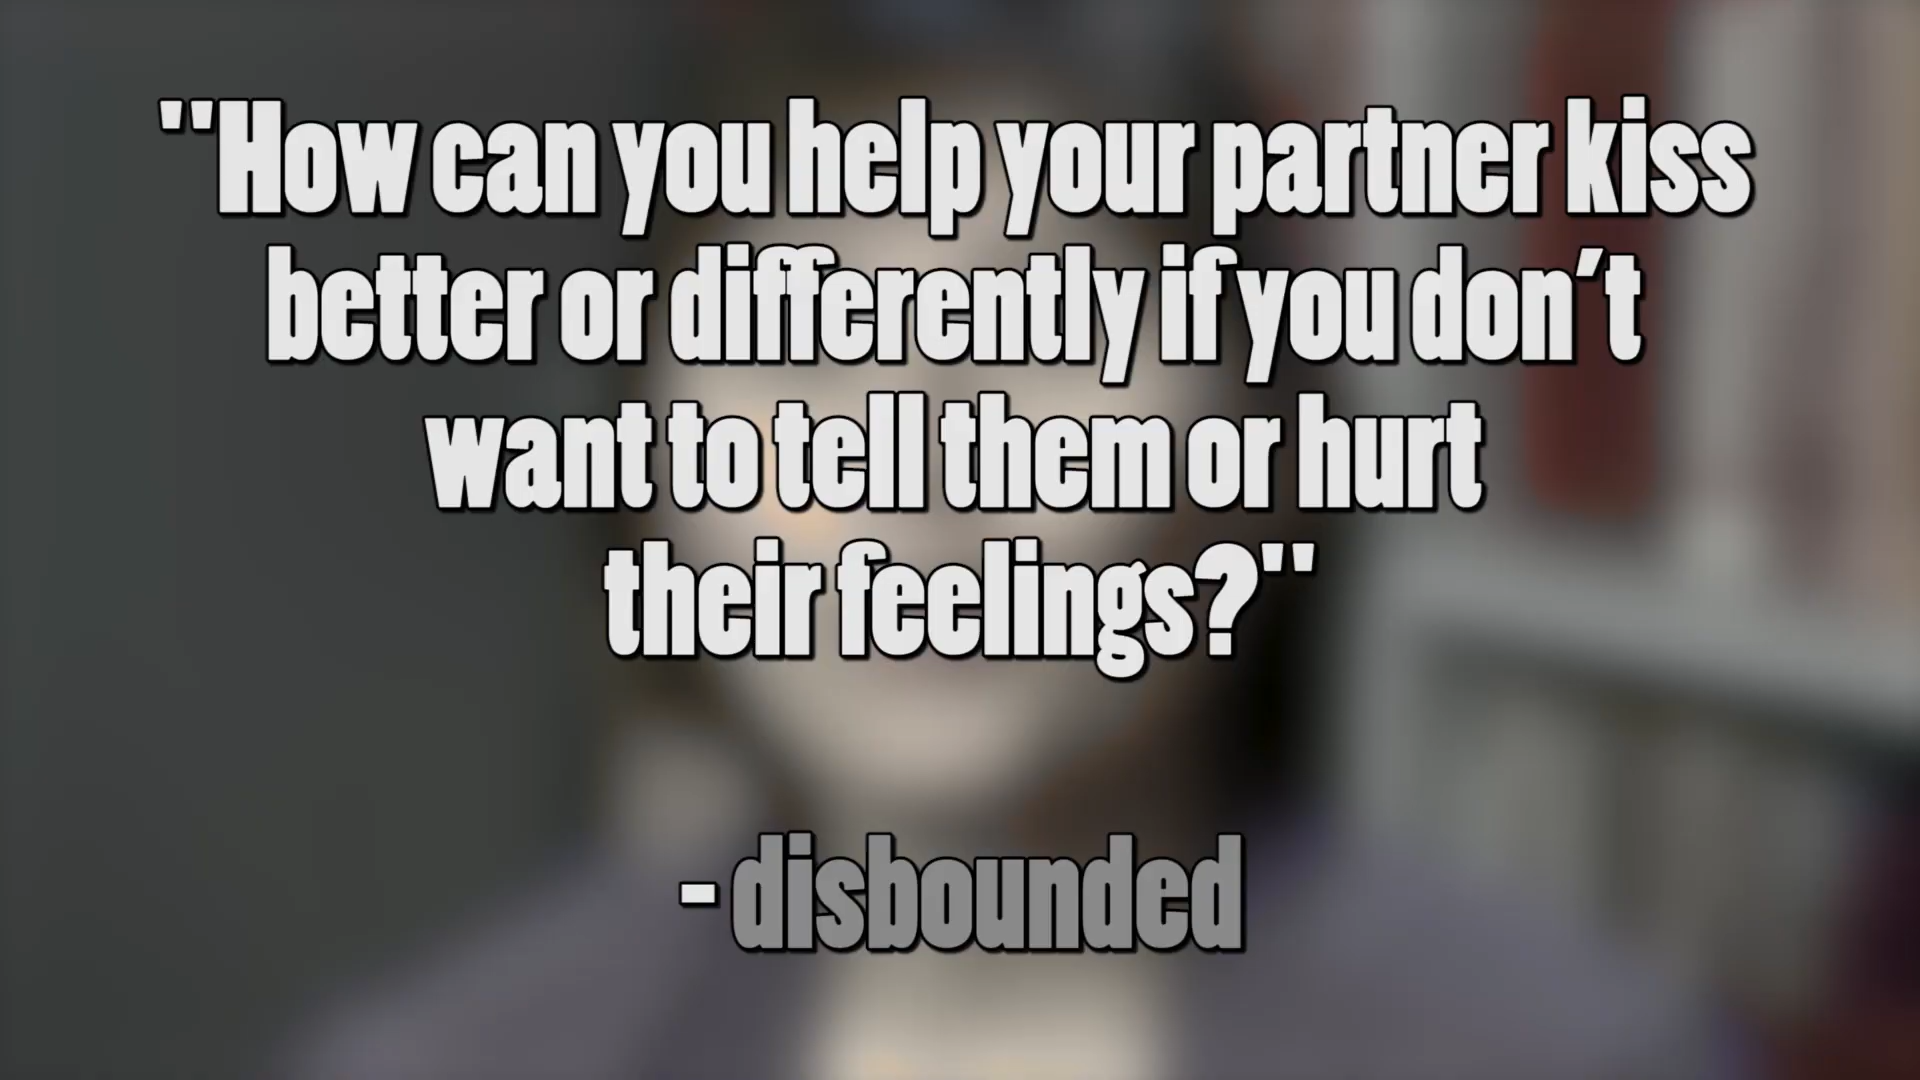 "How can you help your partner kiss
better or differently if you don't
want to tell them or hurt
their feelings?"
- disbounded